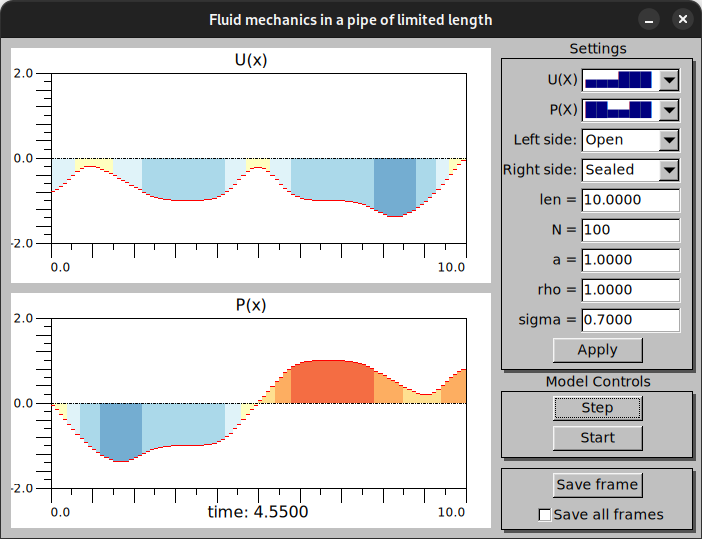 Fluid mechanics in a pipe of limited length
U(x)
2.0
0.0
-2.0
0.0 10.0
P(x)
2.0
0.0
-2.0
0.0 time: 4.5500 10.0
Settings
U(X)
P(X)
Left side: Open
Right side: Sealed
len = 10.0000
N = 100
a = 1.0000
rho = 1.0000
sigma = 0.7000
Apply
Model Controls
Step
Start
Save frame
Save all frames